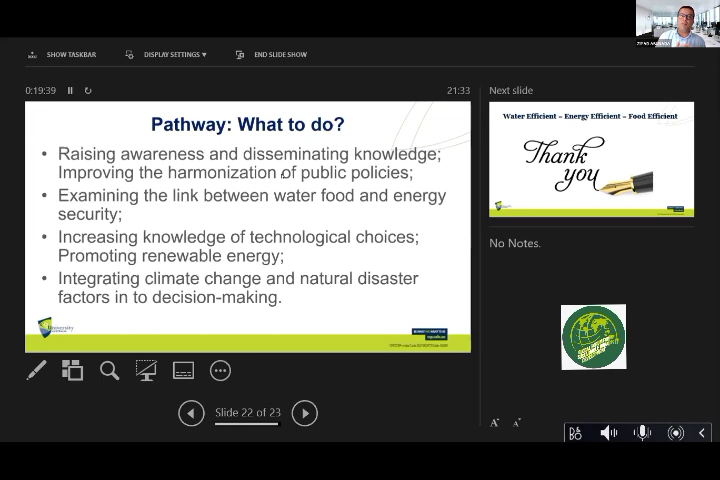 SHOW TASKBAR
DISPLAY SETTINGS ▾
END SLIDE SHOW
0:19:39
21:33
Pathway: What to do?
• Raising awareness and disseminating knowledge;
Improving the harmonization of public policies;
• Examining the link between water food and energy
security;
• Increasing knowledge of technological choices;
Promoting renewable energy;
• Integrating climate change and natural disaster
factors in to decision-making.
University
Slide 22 of 23
Next slide
Water Efficient – Energy Efficient – Food Efficient
Thank
you
No Notes.
A A
B&O